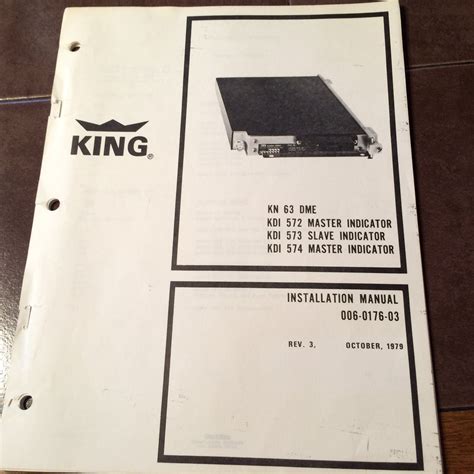 KING®
KN 63 DME
KDI 572 MASTER INDICATOR
KDI 573 SLAVE INDICATOR
KDI 574 MASTER INDICATOR
INSTALLATION MANUAL
006-0176-03
REV. 3, OCTOBER, 1979